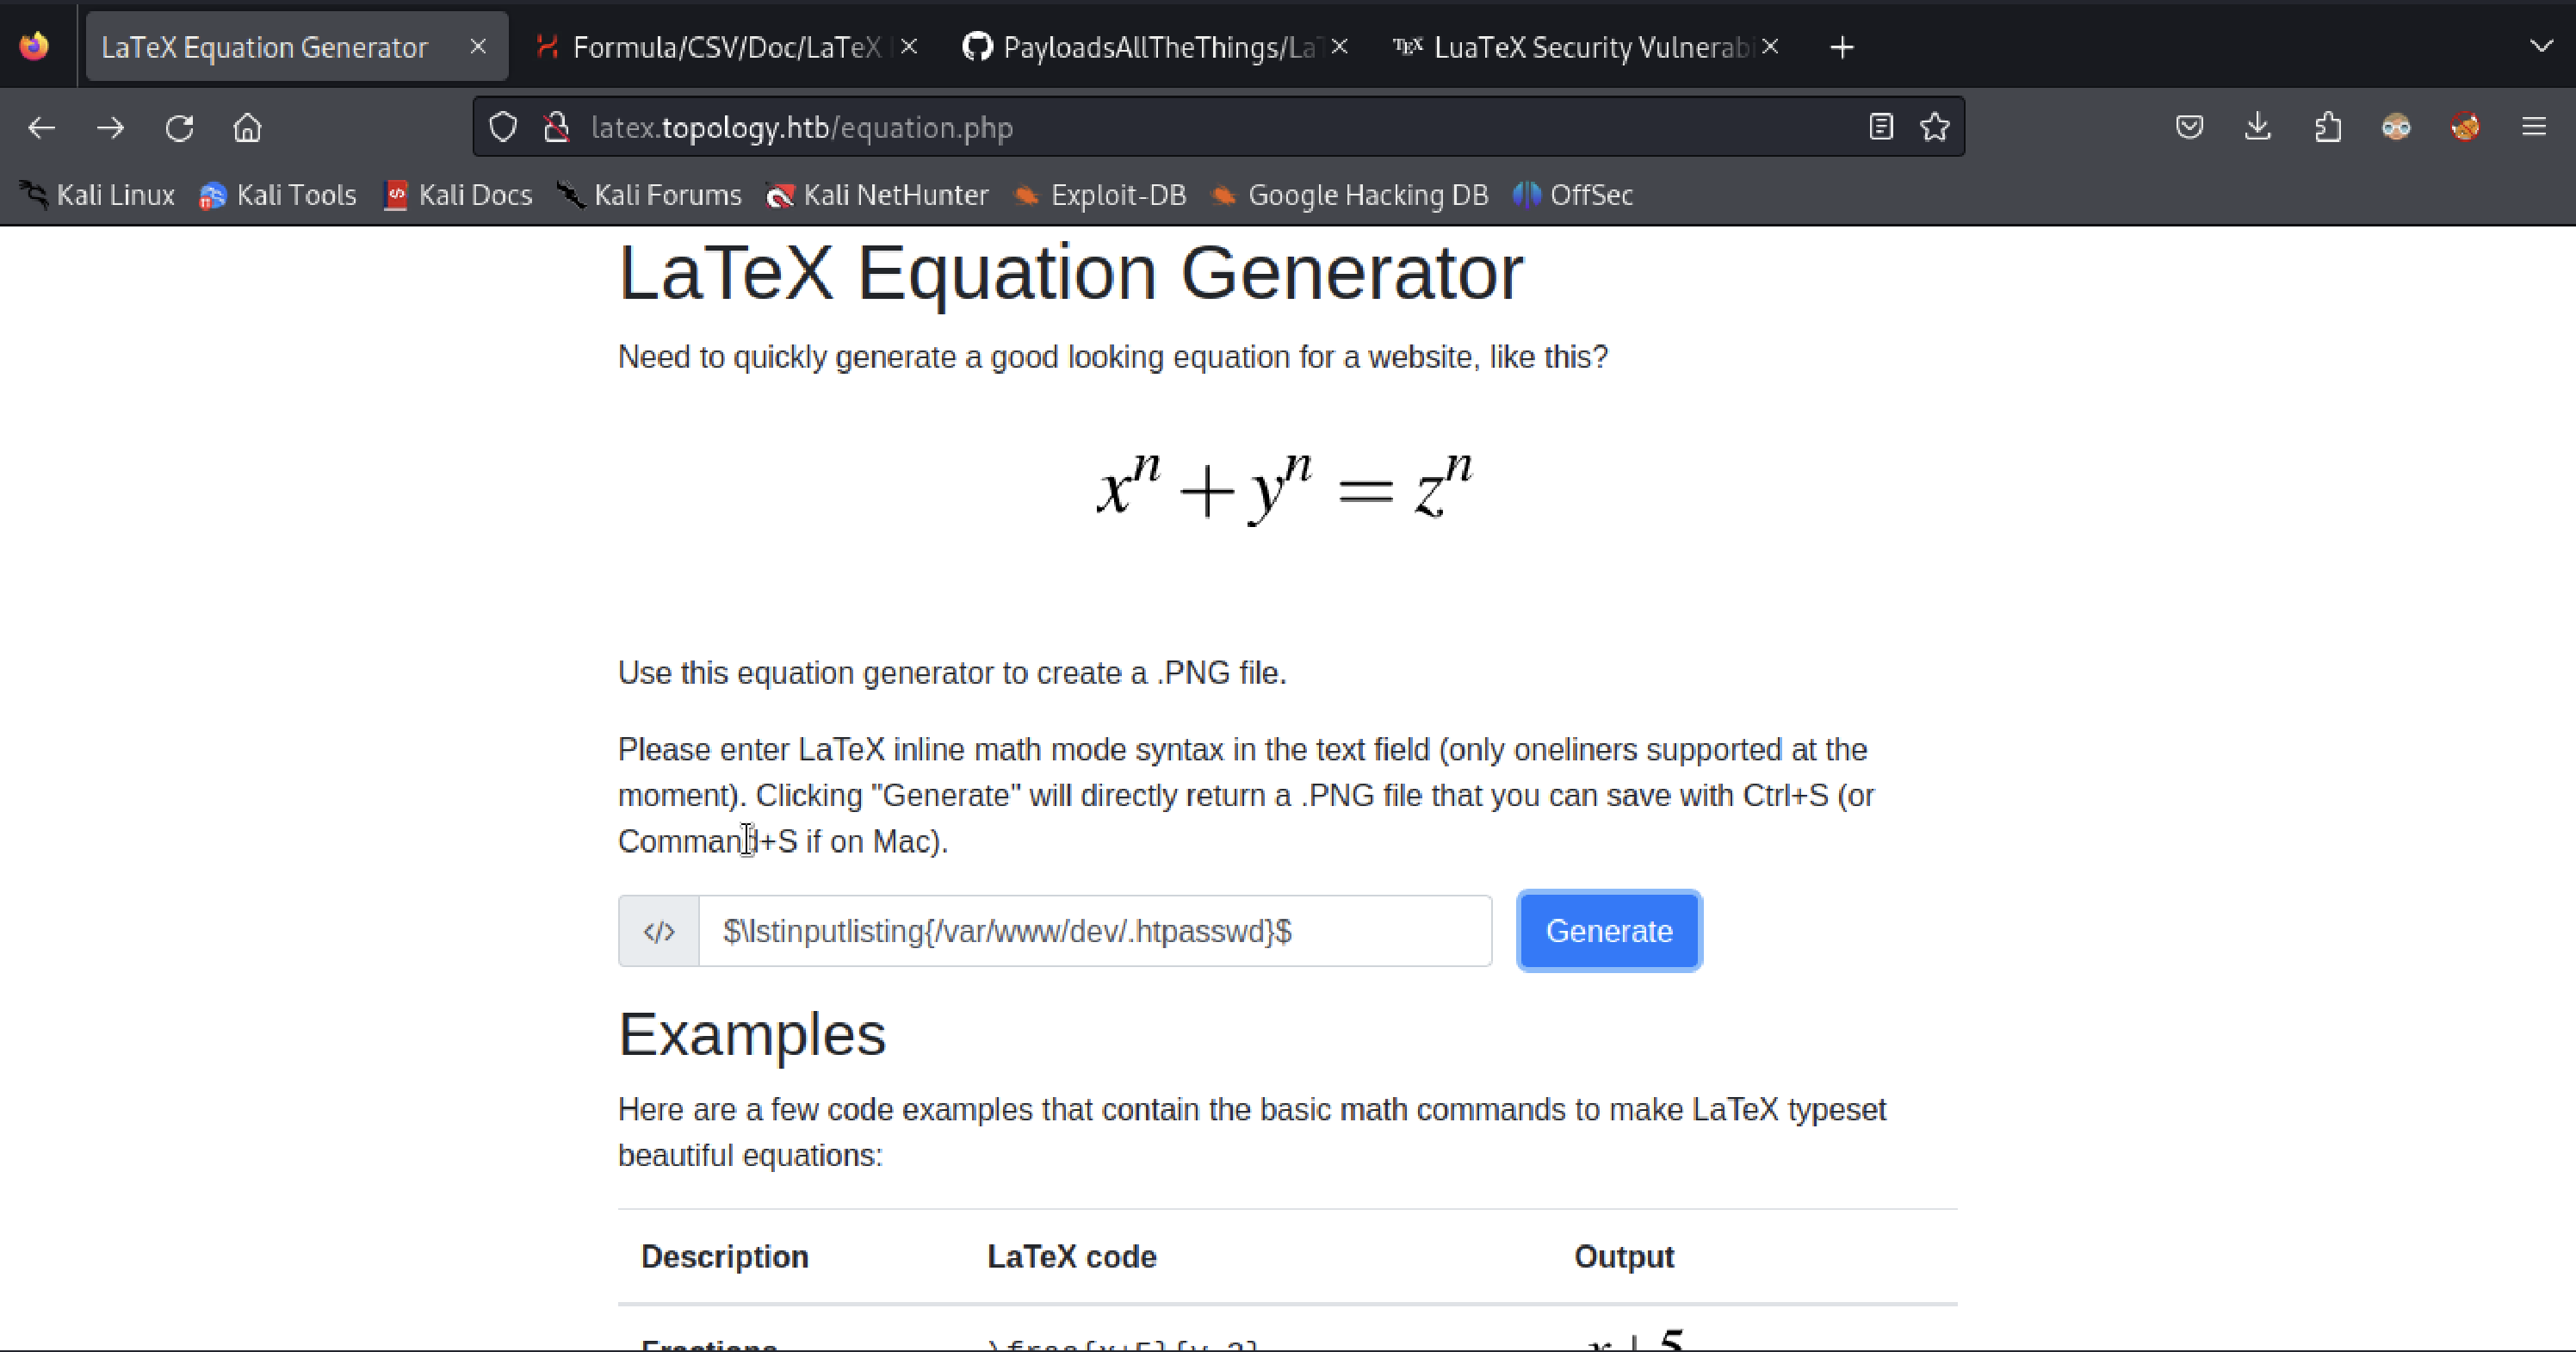 LaTeX Equation Generator
Formula/CSV/Doc/LaTeX
PayloadsAllTheThings/La
TEX LuaTeX Security Vulnerab
latex.topology.htb/equation.php
Kali Linux Kali Tools Kali Docs Kali Forums Kali NetHunter Exploit-DB Google Hacking DB OffSec
LaTeX Equation Generator
Need to quickly generate a good looking equation for a website, like this?
xⁿ + yⁿ = zⁿ
Use this equation generator to create a .PNG file.
Please enter LaTeX inline math mode syntax in the text field (only oneliners supported at the
moment). Clicking "Generate" will directly return a .PNG file that you can save with Ctrl+S (or
Command+S if on Mac).
</> $\lstinputlisting{/var/www/dev/.htpasswd}$ Generate
Examples
Here are a few code examples that contain the basic math commands to make LaTeX typeset
beautiful equations:
Description LaTeX code Output
Fractions x + 5